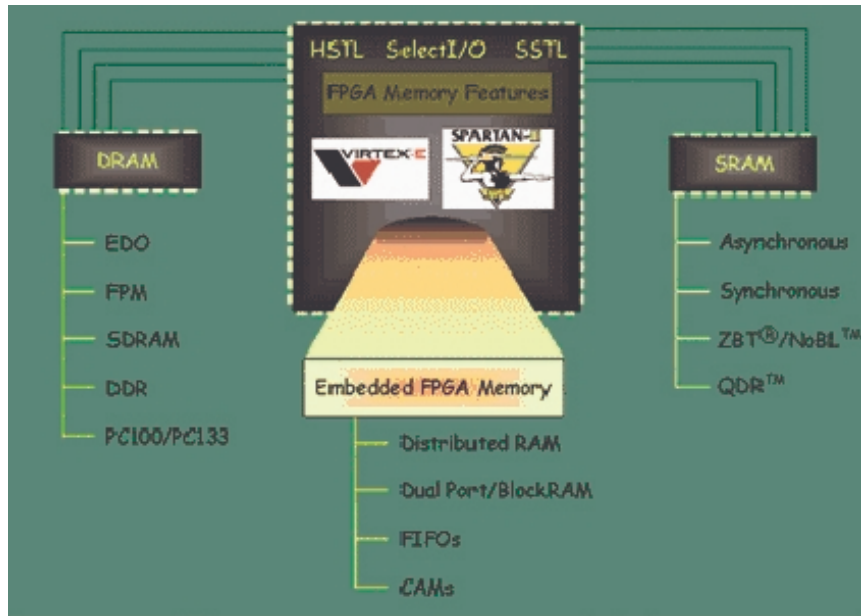 HSTL SelectI/O SSTL
FPGA Memory Features
VIRTEX-E
SPARTAN-II
DRAM
EDO
FPM
SDRAM
DDR
PC100/PC133
SRAM
Asynchronous
Synchronous
ZBT®/NoBL™
QDR™
Embedded FPGA Memory
Distributed RAM
Dual Port/BlockRAM
FIFOs
CAMs